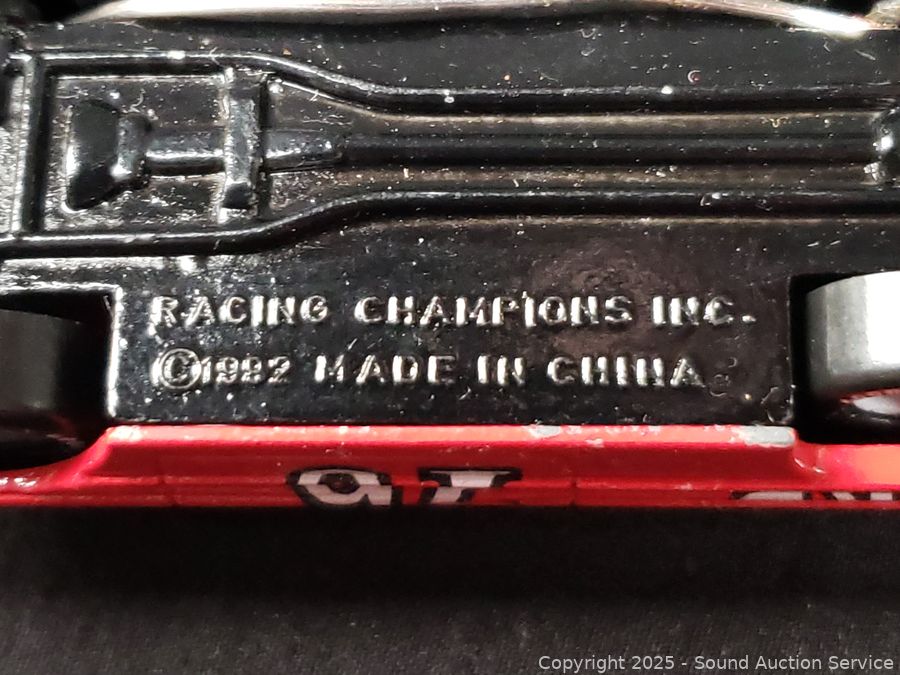 RACING CHAMPIONS INC.
©1992 MADE IN CHINA
Copyright 2025 - Sound Auction Service